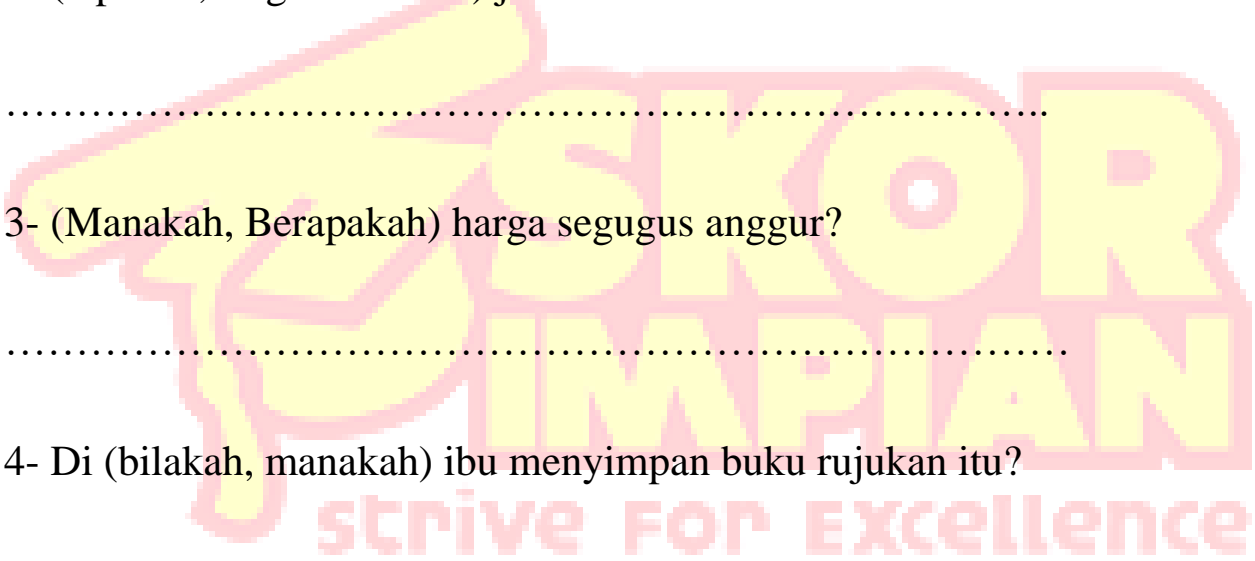 ………………………………………………………………………..
3- (Manakah, Berapakah) harga segugus anggur?
…………………………………………………………………………
4- Di (bilakah, manakah) ibu menyimpan buku rujukan itu?
SKOR
IMPIAN
STRIVE FOR EXCELLENCE